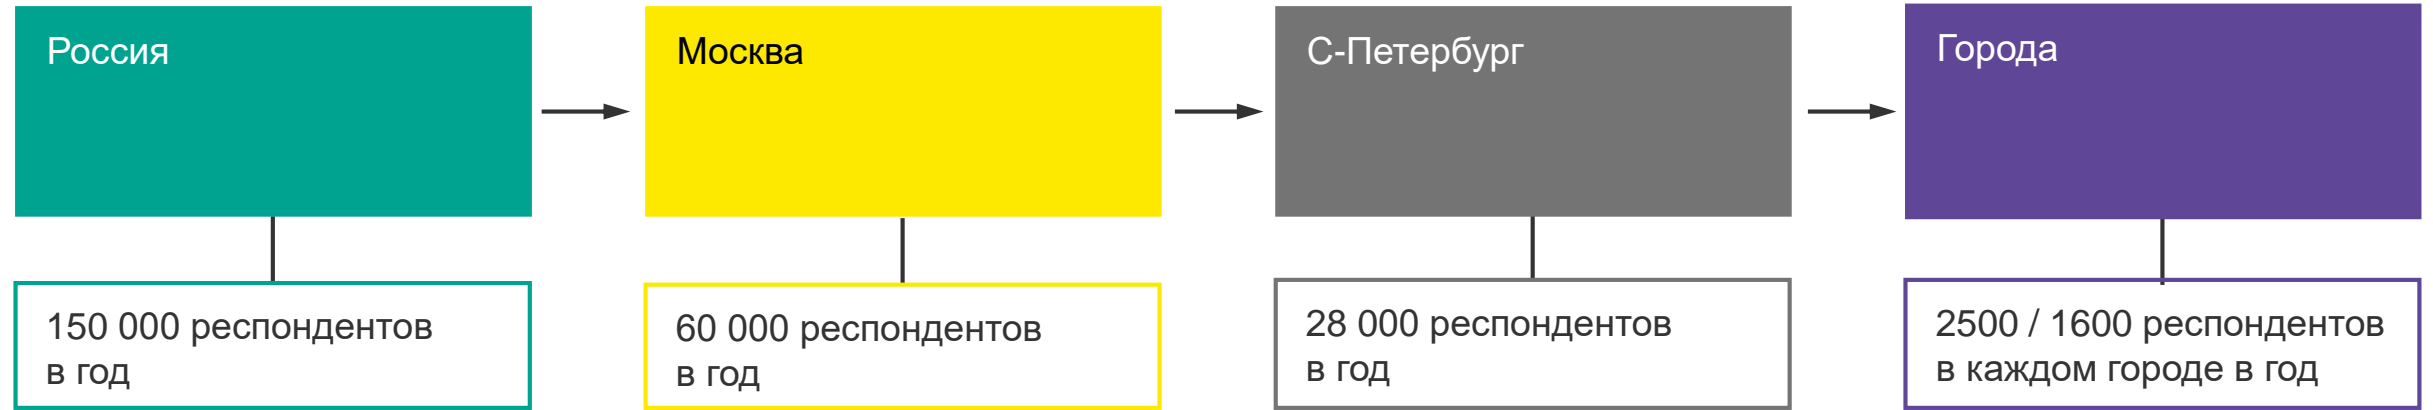 Россия
150 000 респондентов
в год
Москва
60 000 респондентов
в год
С-Петербург
28 000 респондентов
в год
Города
2500 / 1600 респондентов
в каждом городе в год